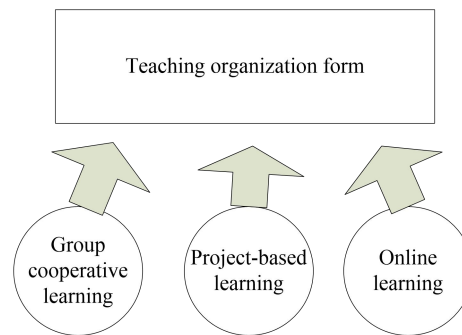 Teaching organization form
Group
cooperative
learning
Project-based
learning
Online
learning